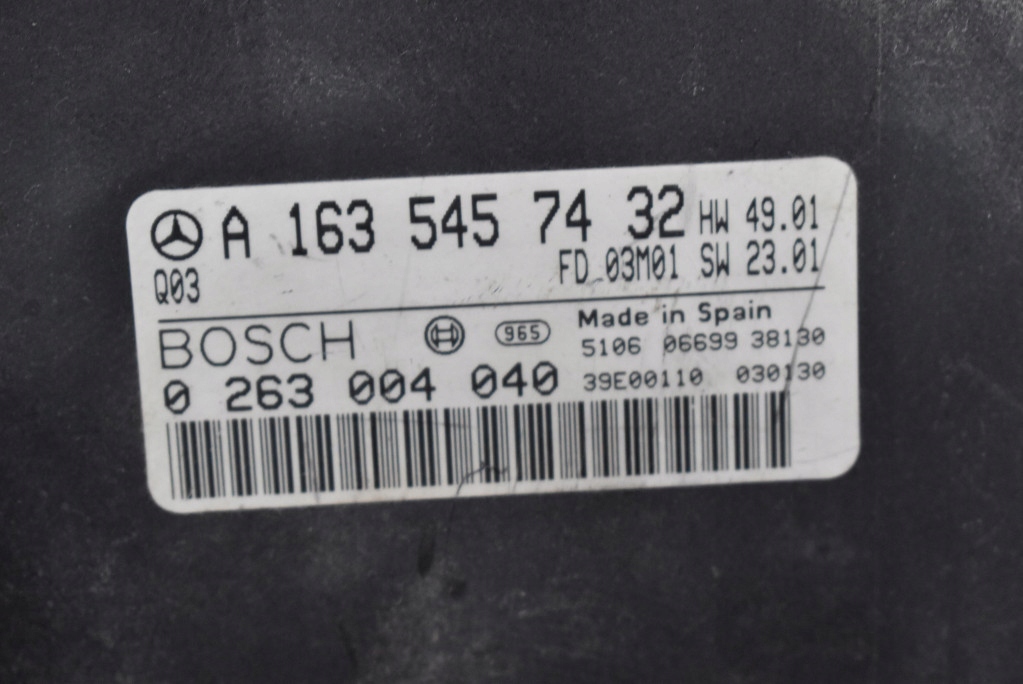 A 163 545 74 32 HW 49.01
Q03 FD 03M01 SW 23.01
BOSCH 965 Made in Spain
5106 06699 38130
0 263 004 040 39E00110 030130